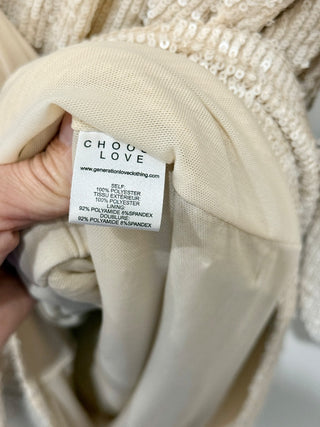 CHOOSE
LOVE
www.generationloveclothing.com
SELF:
100% POLYESTER
TISSU EXTERIEUR:
100% POLYESTER
LINING:
92% POLYAMIDE 8%SPANDEX
DOUBLURE:
92% POLYAMIDE 8%SPANDEX